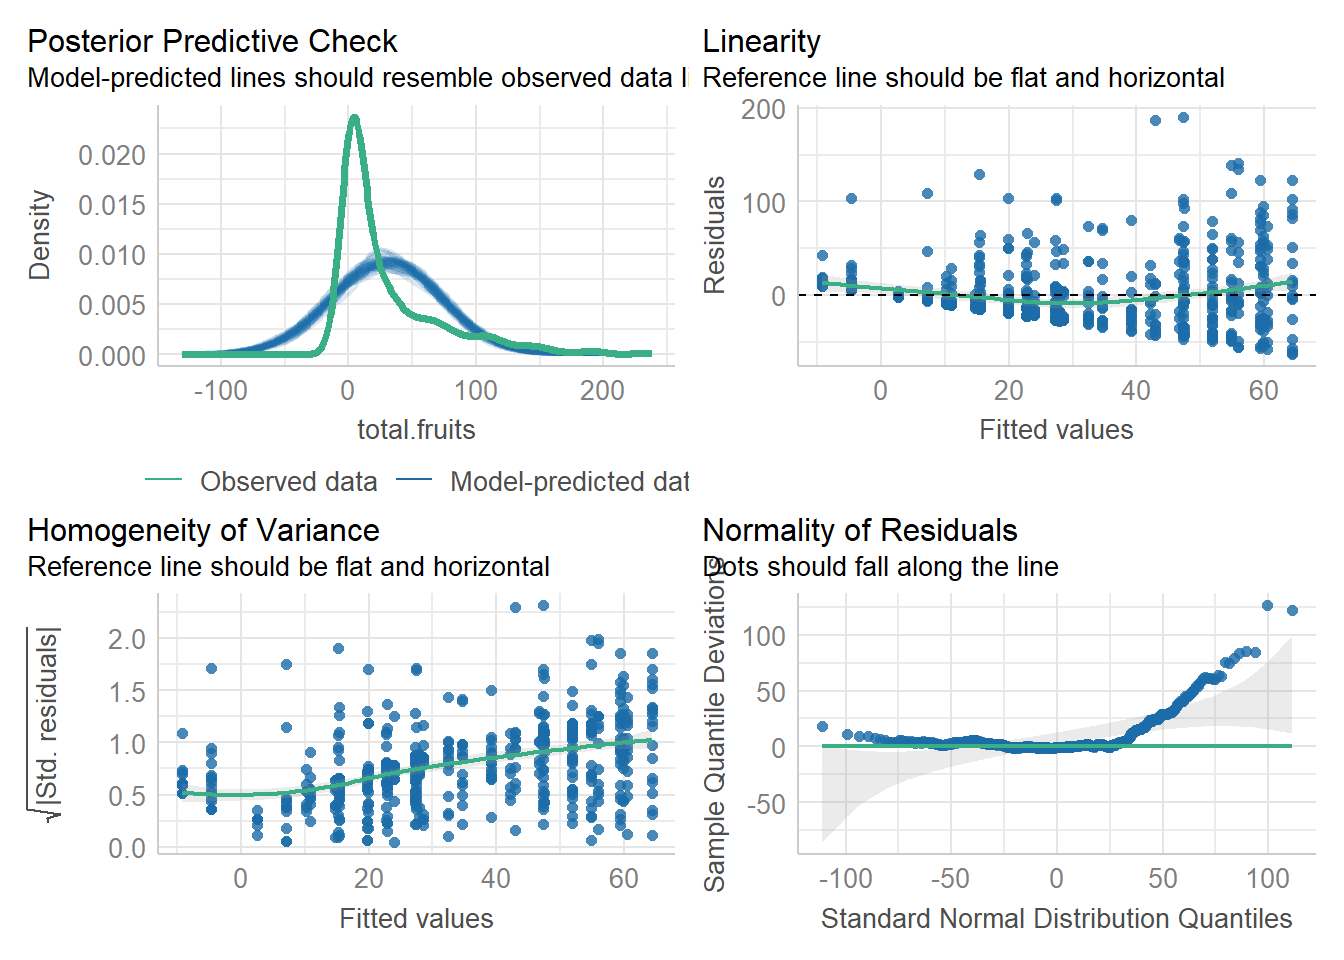 Posterior Predictive Check
Model-predicted lines should resemble observed data li
Density
0.020
0.015
0.010
0.005
0.000
-100
0
100
200
total.fruits
Observed data
Model-predicted dat
Linearity
Reference line should be flat and horizontal
Residuals
200
100
0
0
20
40
60
Fitted values
Homogeneity of Variance
Reference line should be flat and horizontal
√|Std. residuals|
2.0
1.5
1.0
0.5
0.0
0
20
40
60
Fitted values
Normality of Residuals
Dots should fall along the line
Sample Quantile Deviations
100
50
0
-50
-100
-50
0
50
100
Standard Normal Distribution Quantiles